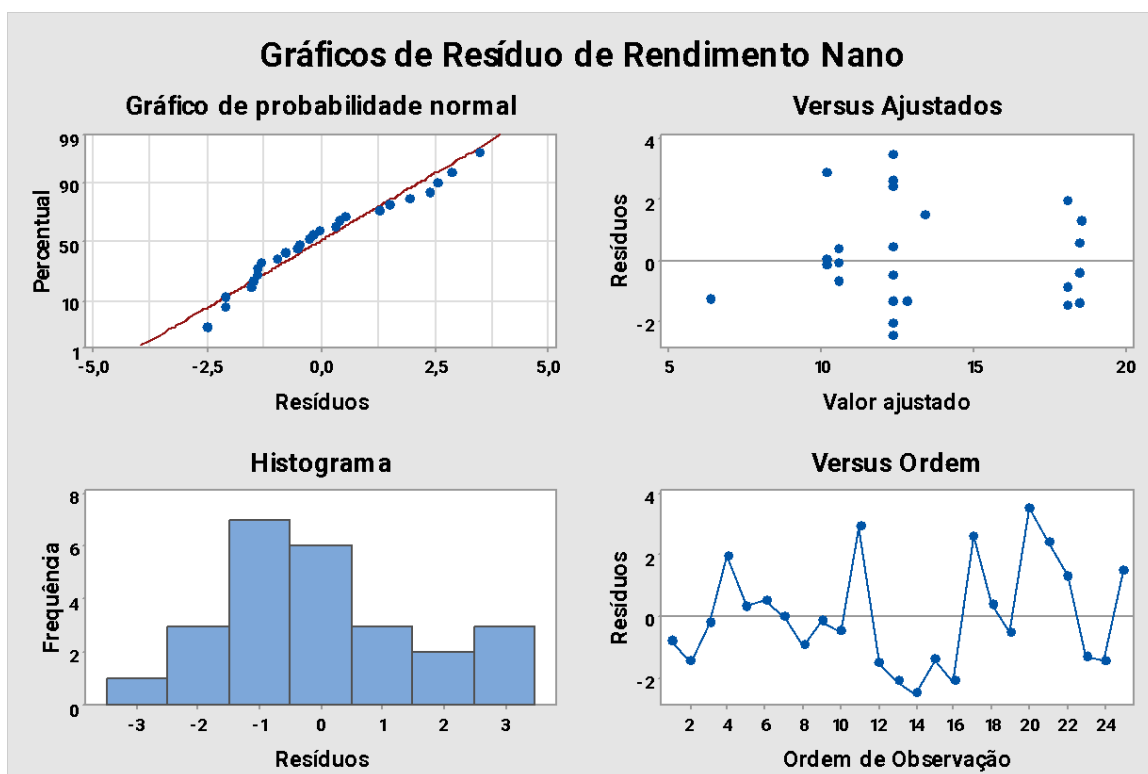 Gráficos de Resíduo de Rendimento Nano
Gráfico de probabilidade normal
99
90
50
10
1
Percentual
-5,0 -2,5 0,0 2,5 5,0
Resíduos
Versus Ajustados
4
2
0
-2
Resíduos
5 10 15 20
Valor ajustado
Histograma
8
6
4
2
0
Frequência
-3 -2 -1 0 1 2 3
Resíduos
Versus Ordem
4
2
0
-2
Resíduos
2 4 6 8 10 12 14 16 18 20 22 24
Ordem de Observação